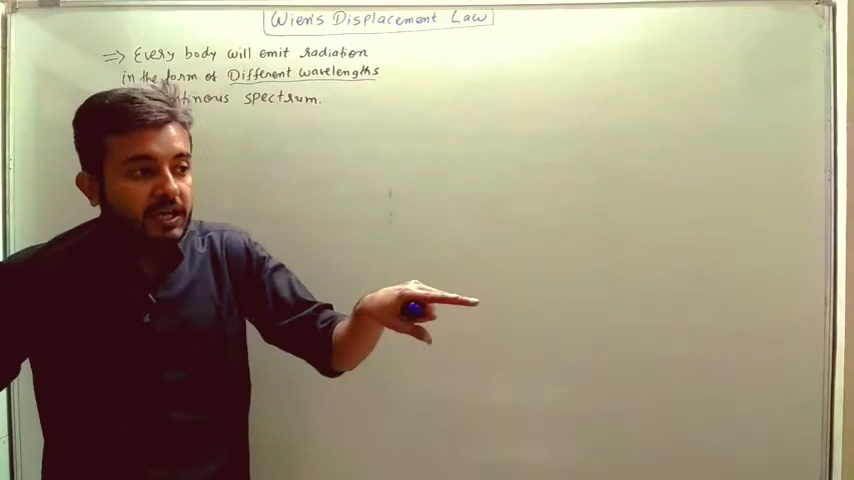 Wien's Displacement Law
⇒ Every body will emit radiation
in the form of Different wavelengths
spectrum.